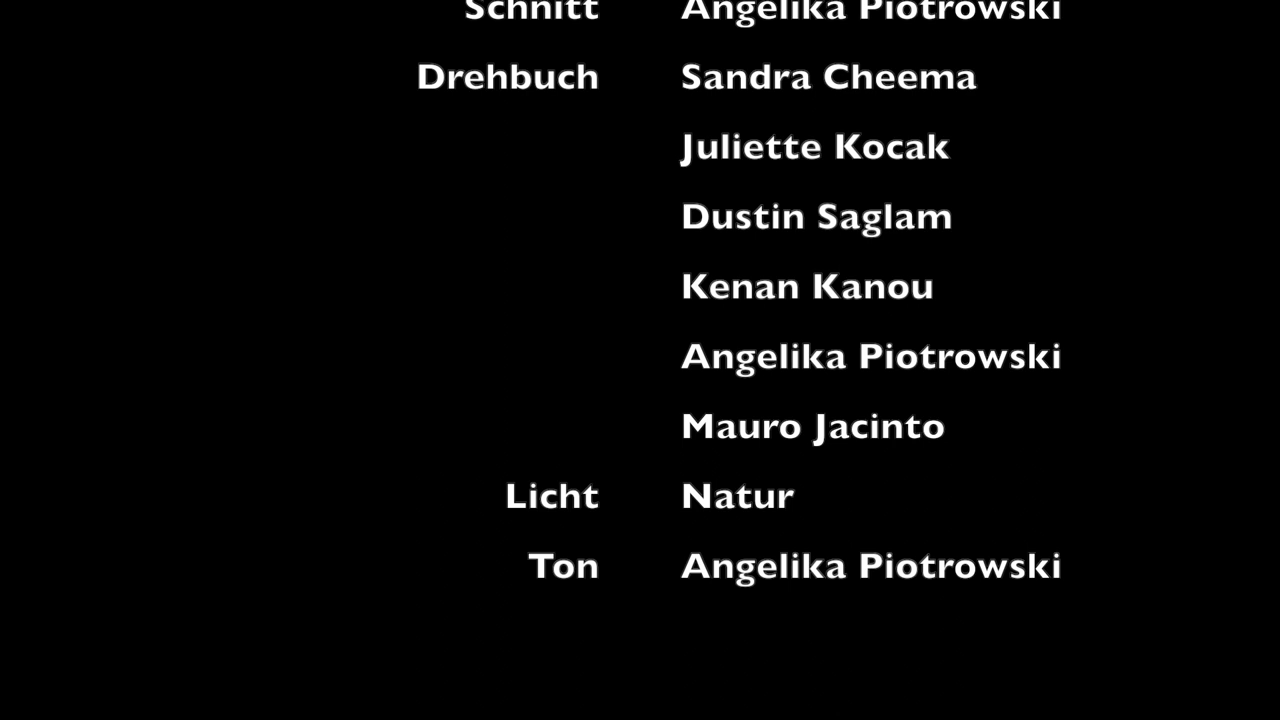 Schnitt Angelika Piotrowski
Drehbuch Sandra Cheema
Juliette Kocak
Dustin Saglam
Kenan Kanou
Angelika Piotrowski
Mauro Jacinto
Licht Natur
Ton Angelika Piotrowski